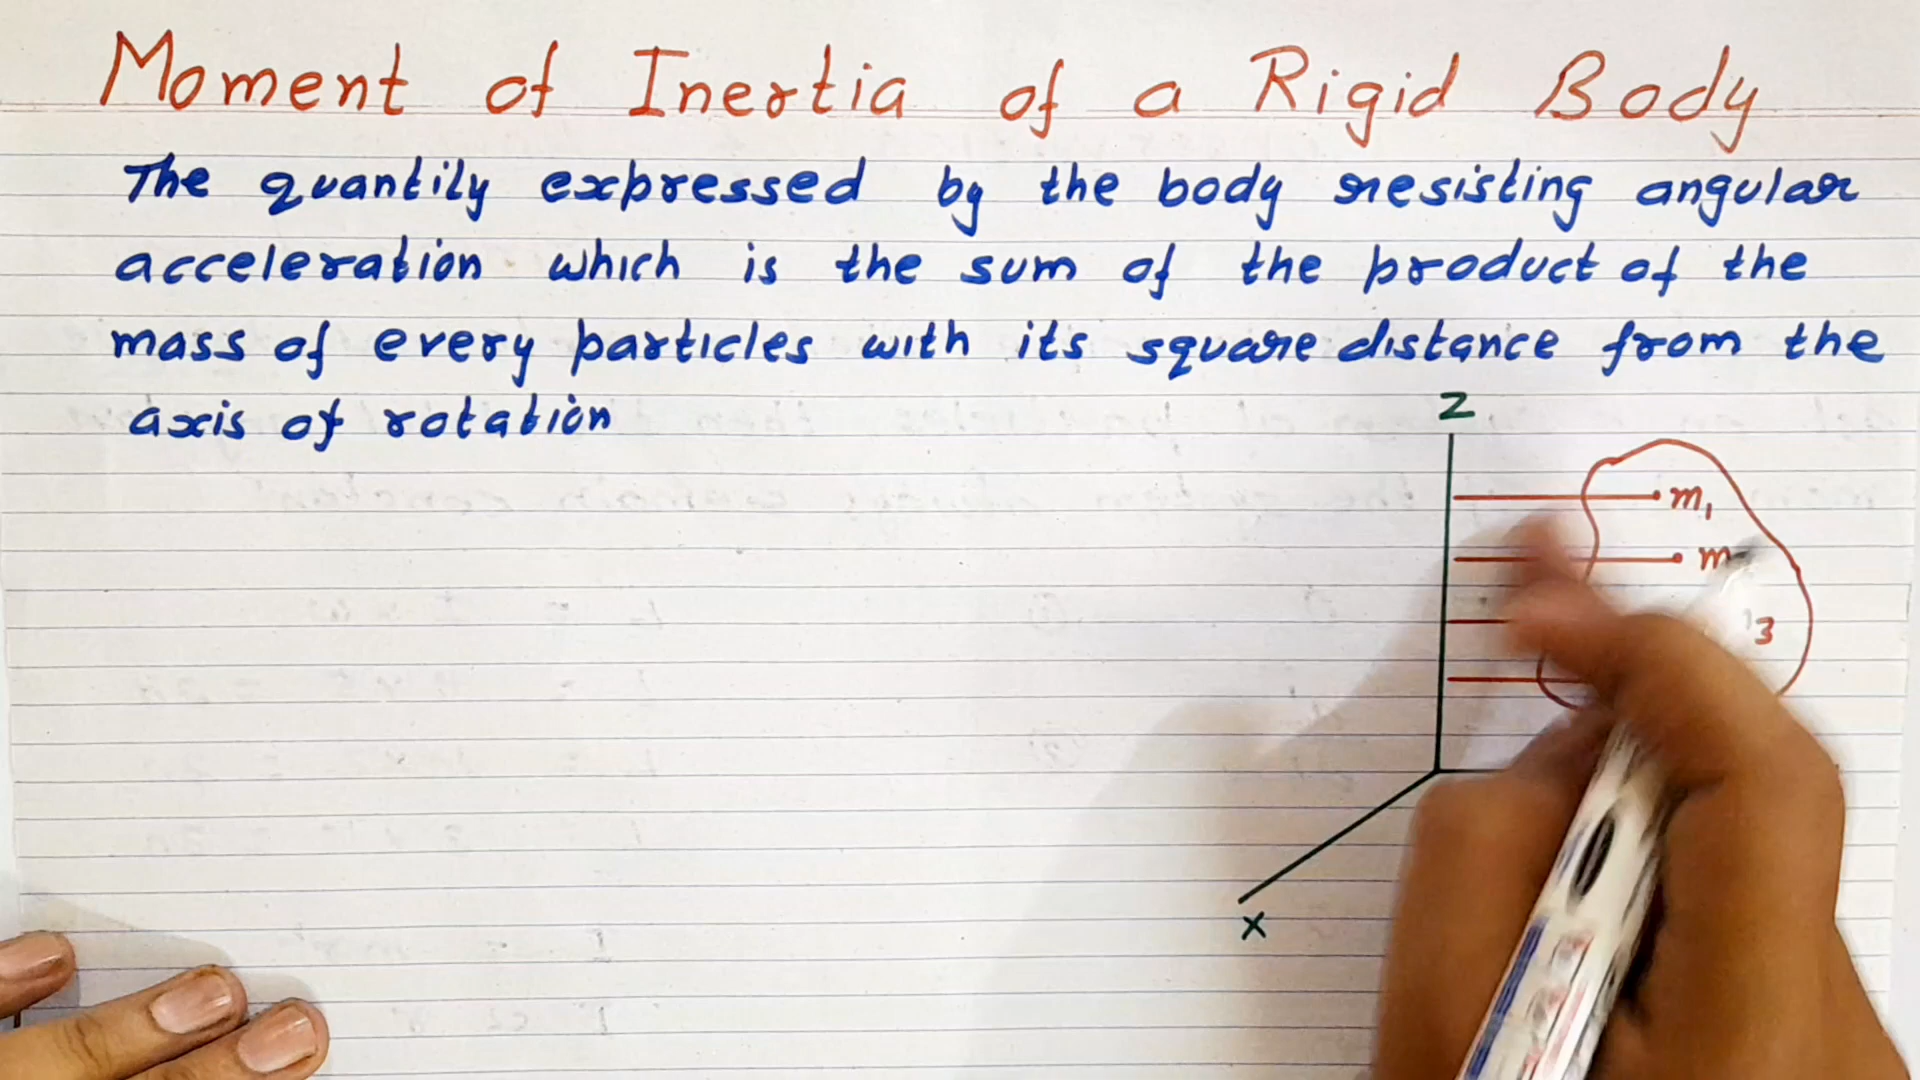 Moment of Inertia of a Rigid Body
The quantity expressed by the body resisting angular
acceleration which is the sum of the product of the
mass of every particles with its square distance from the
axis of rotation
Z
m₁
m
3
X